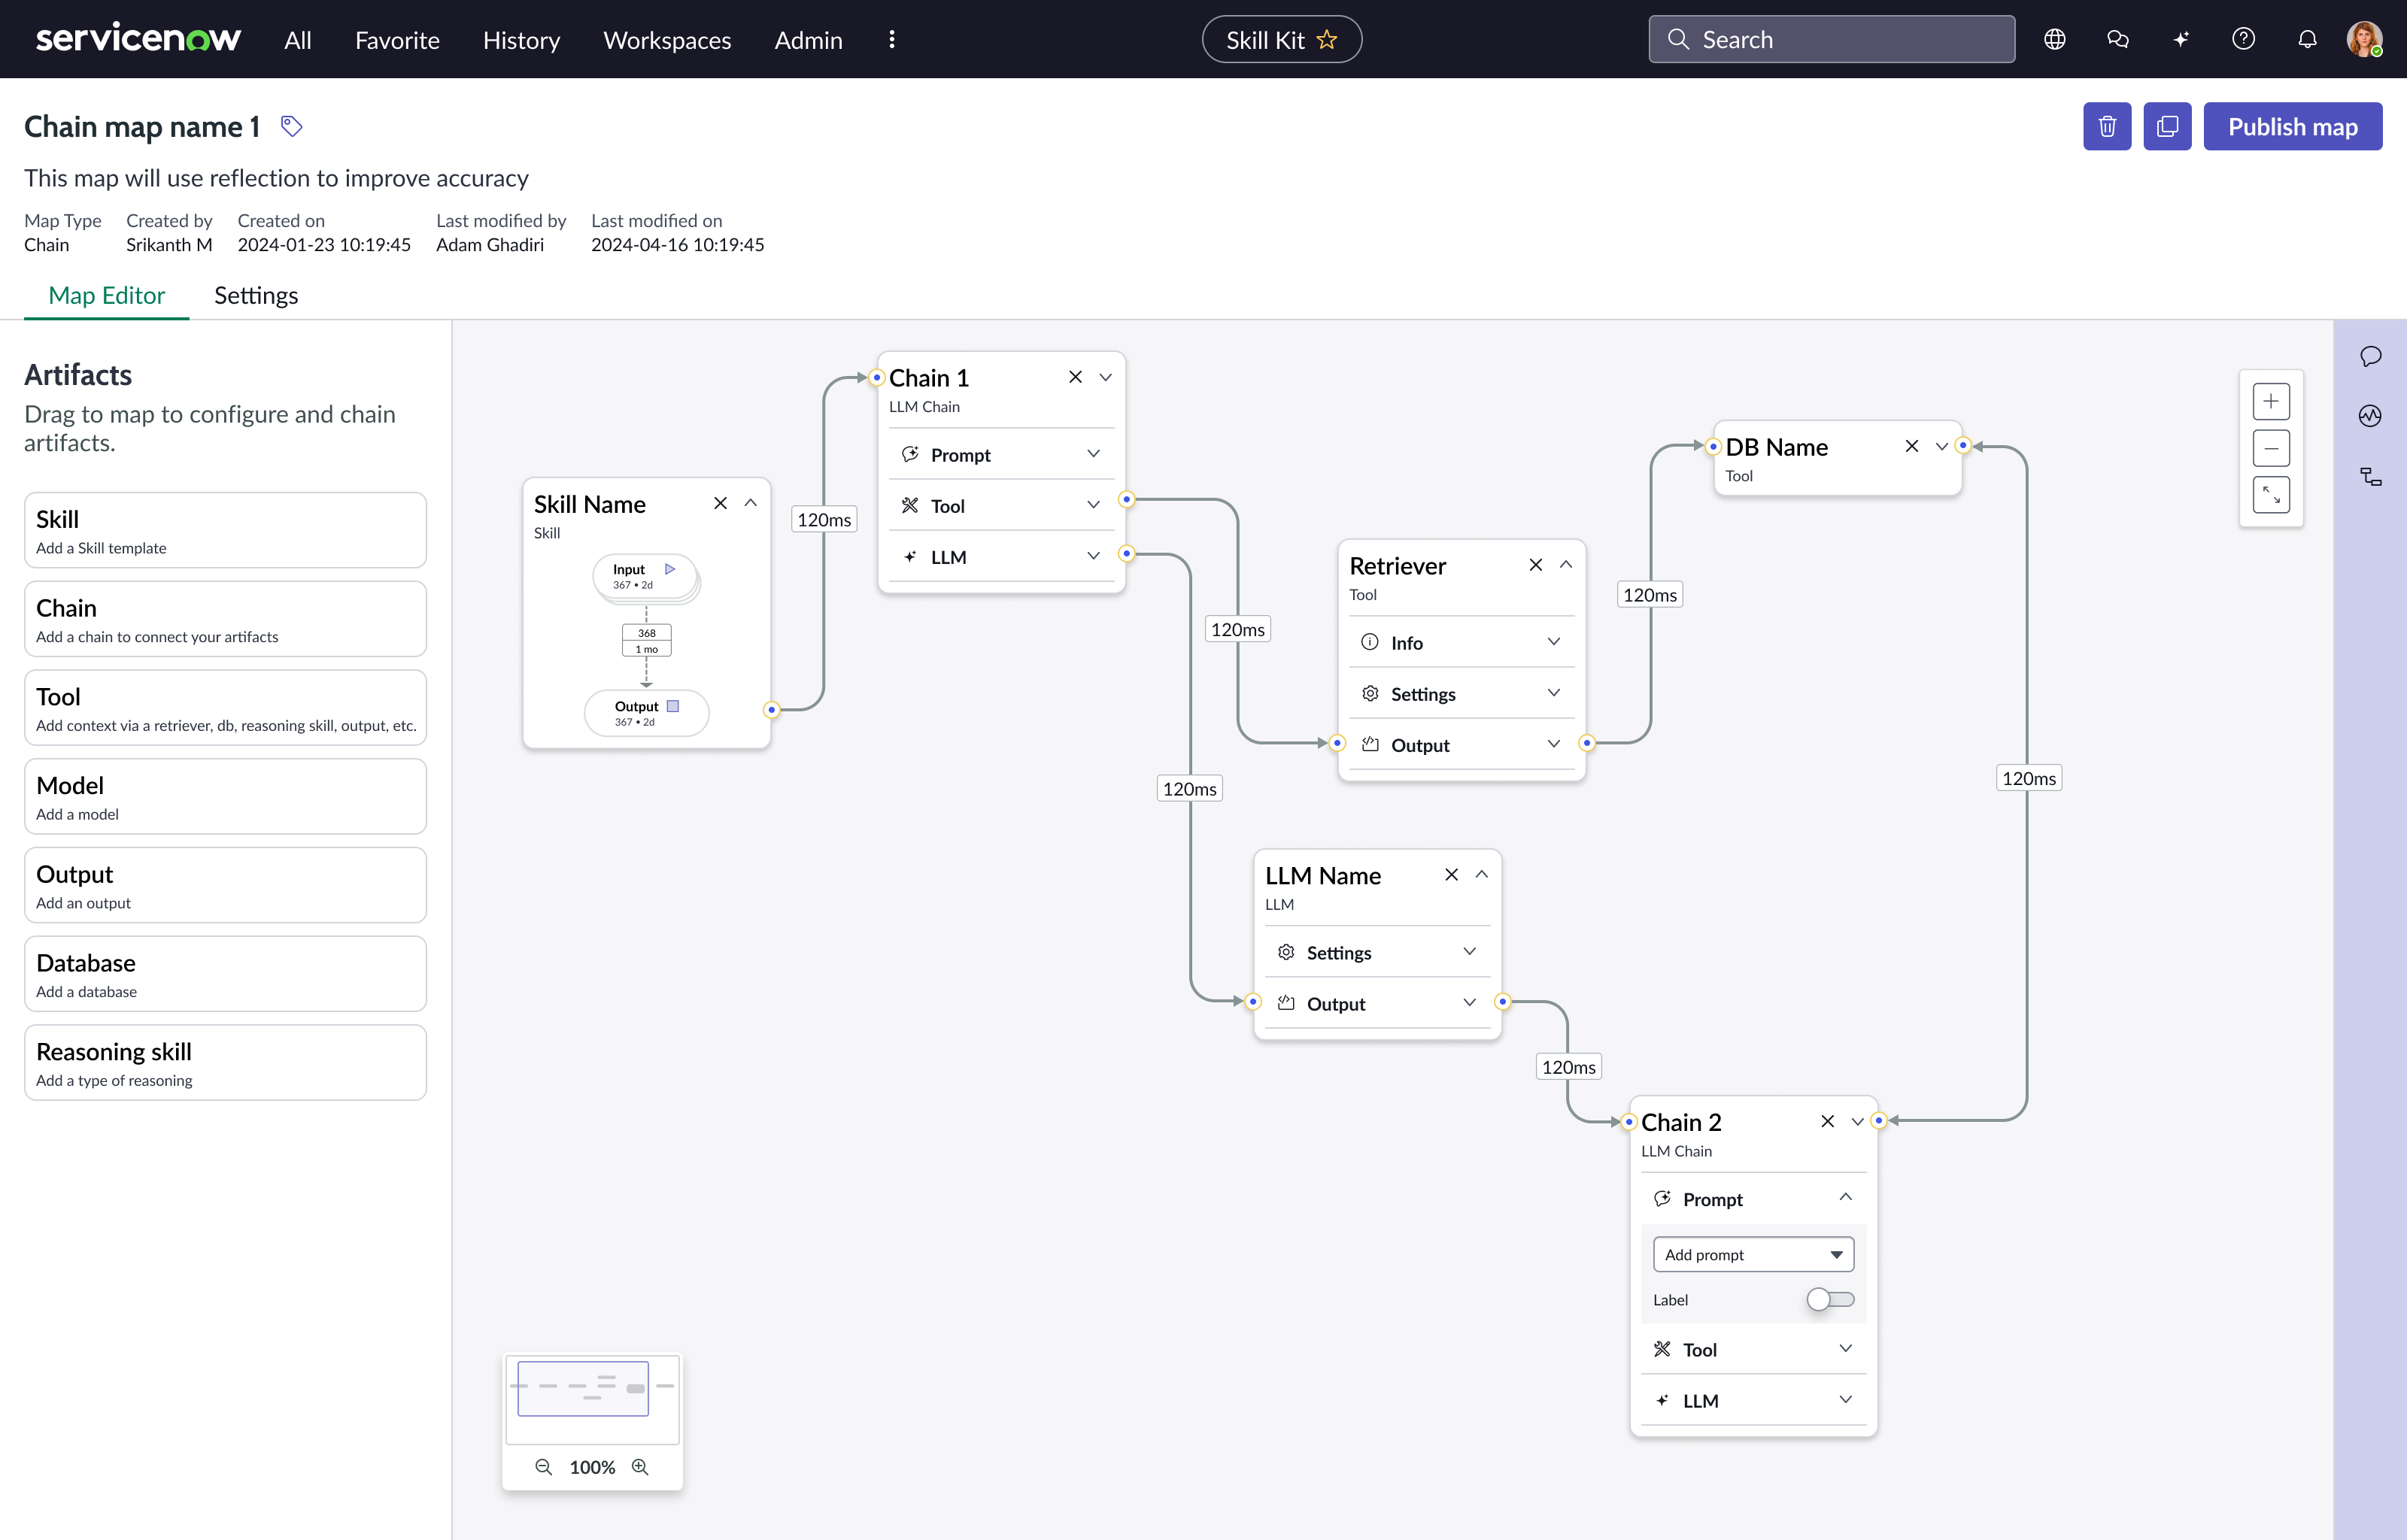 servicenow
All
Favorite
History
Workspaces
Admin
Skill Kit
Search
Chain map name 1
Publish map
This map will use reflection to improve accuracy
Map Type
Chain
Created by
Srikanth M
Created on
2024-01-23 10:19:45
Last modified by
Adam Ghadiri
Last modified on
2024-04-16 10:19:45
Map Editor
Settings
Artifacts
Drag to map to configure and chain
artifacts.
Skill
Add a Skill template
Chain
Add a chain to connect your artifacts
Tool
Add context via a retriever, db, reasoning skill, output, etc.
Model
Add a model
Output
Add an output
Database
Add a database
Reasoning skill
Add a type of reasoning
Skill Name
Skill
Input
367 • 2d
368
1 mo
Output
367 • 2d
120ms
Chain 1
LLM Chain
Prompt
Tool
LLM
120ms
120ms
Retriever
Tool
Info
Settings
Output
120ms
DB Name
Tool
120ms
LLM Name
LLM
Settings
Output
120ms
Chain 2
LLM Chain
Prompt
Add prompt
Label
Tool
LLM
100%